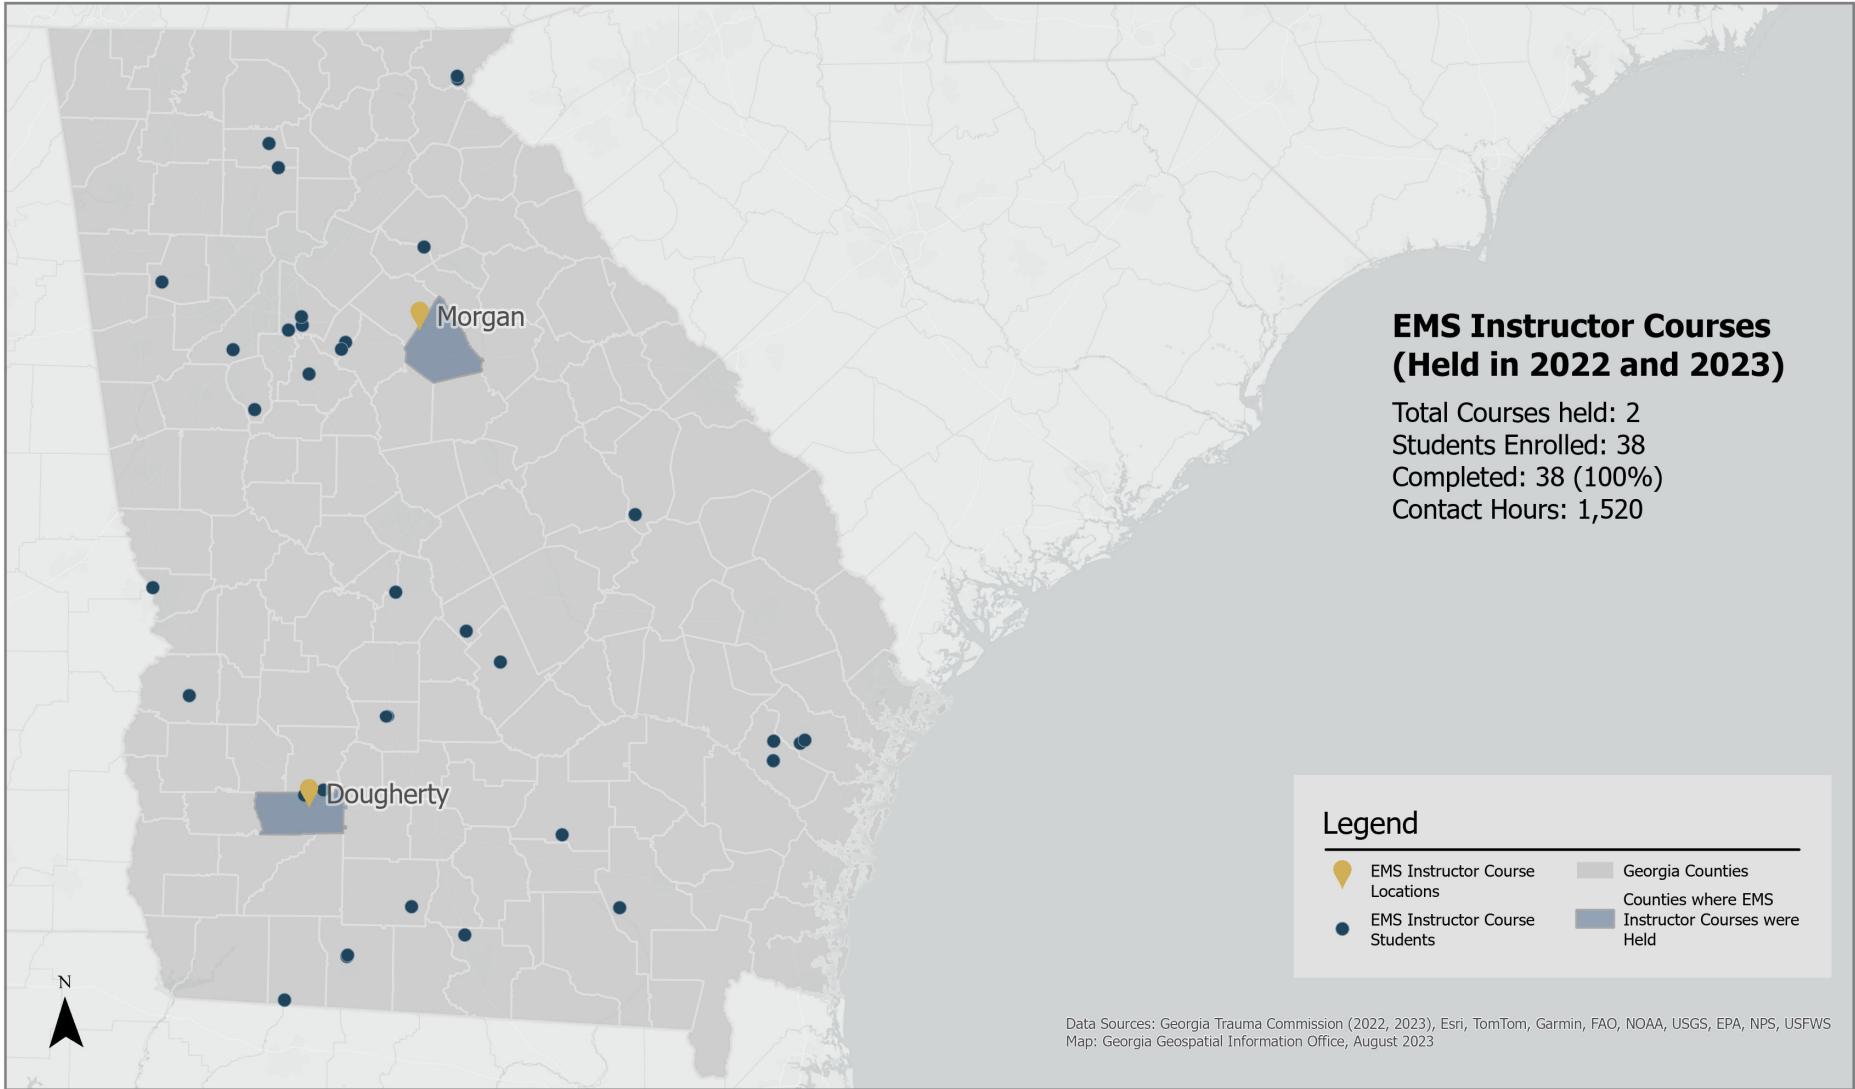 Morgan
EMS Instructor Courses
(Held in 2022 and 2023)
Total Courses held: 2
Students Enrolled: 38
Completed: 38 (100%)
Contact Hours: 1,520
Dougherty
Legend
EMS Instructor Course
Locations
EMS Instructor Course
Students
Georgia Counties
Counties where EMS
Instructor Courses were
Held
N
Data Sources: Georgia Trauma Commission (2022, 2023), Esri, TomTom, Garmin, FAO, NOAA, USGS, EPA, NPS, USFWS
Map: Georgia Geospatial Information Office, August 2023